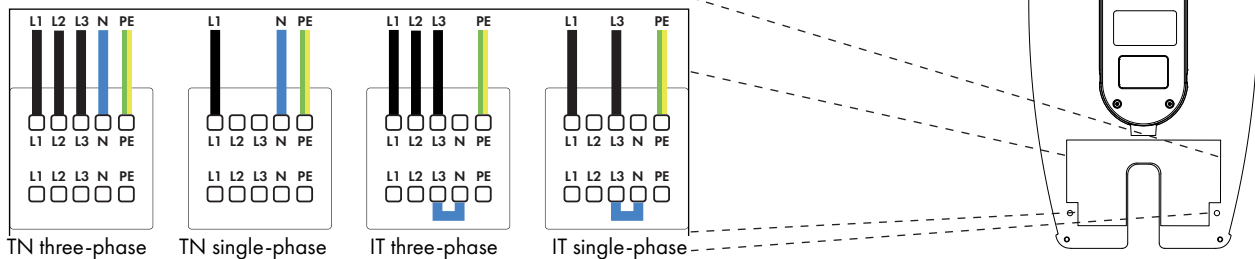 L1 L2 L3 N PE
L1 N PE
L1 L2 L3 PE
L1 L3 PE
L1 L2 L3 N PE
L1 L2 L3 N PE
L1 L2 L3 N PE
L1 L2 L3 N PE
L1 L2 L3 N PE
L1 L2 L3 N PE
L1 L2 L3 N PE
L1 L2 L3 N PE
TN three-phase
TN single-phase
IT three-phase
IT single-phase